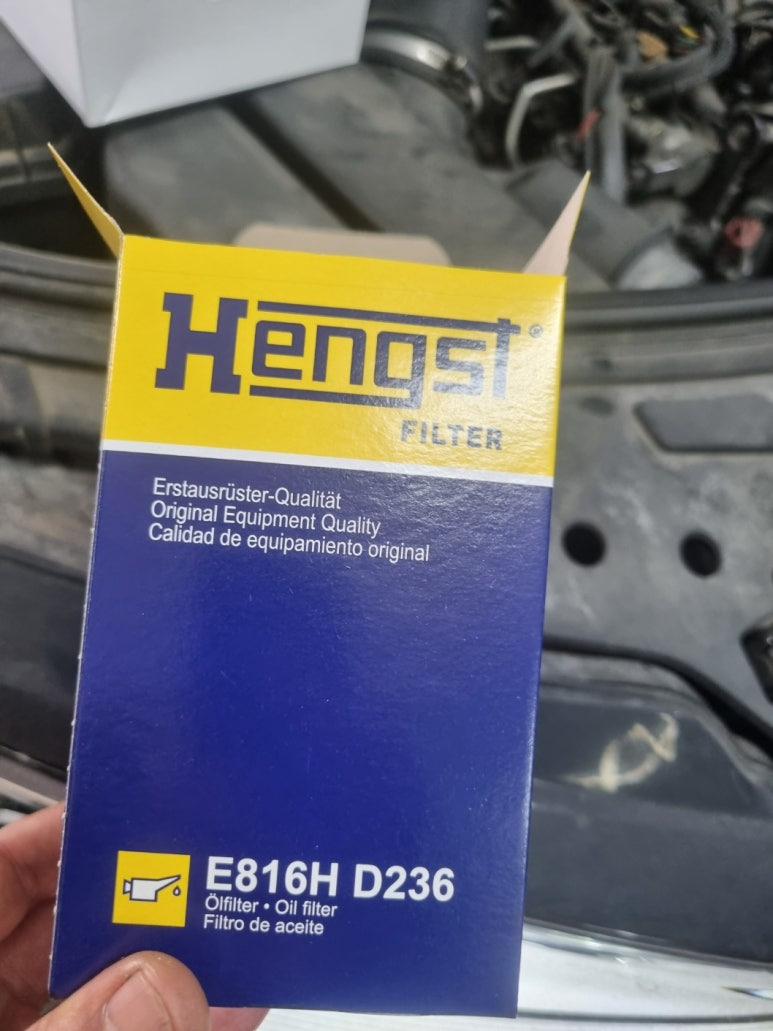 Hengst®
FILTER
Erstausrüster-Qualität
Original Equipment Quality
Calidad de equipamiento original
E816H D236
Ölfilter • Oil filter
Filtro de aceite